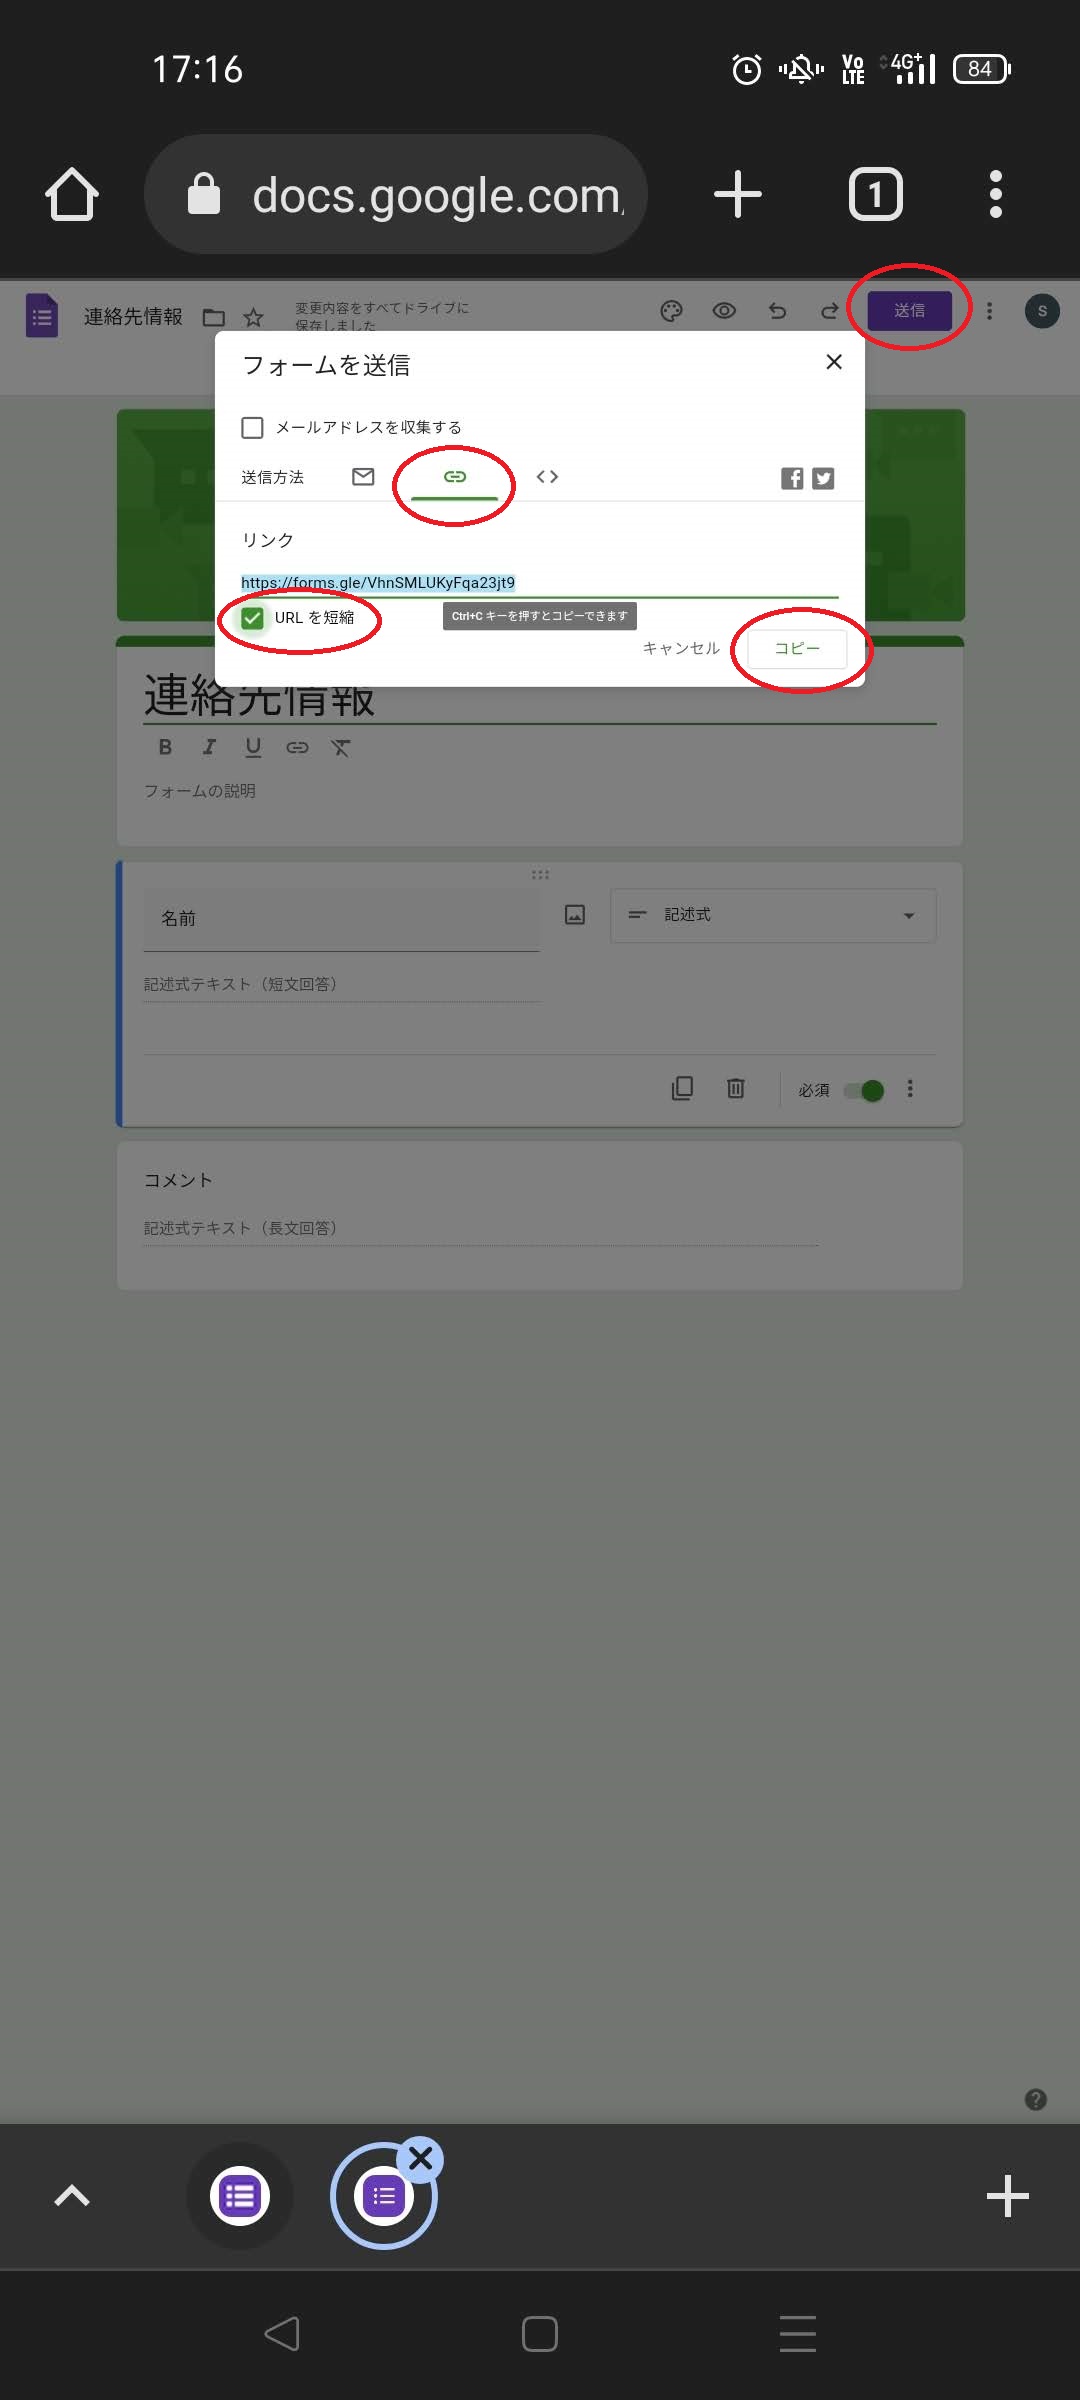 17:16
Vo LTE 4G+ 84
docs.google.com
1
連絡先情報
変更内容をすべてドライブに
保存しました
送信
S
フォームを送信
メールアドレスを収集する
送信方法
リンク
https://forms.gle/VhnSMLUKyFqa23jt9
URL を短縮
Ctrl+C キーを押すとコピーできます
キャンセル
コピー
連絡先情報
B I U
フォームの説明
名前
記述式
記述式テキスト（短文回答）
必須
コメント
記述式テキスト（長文回答）